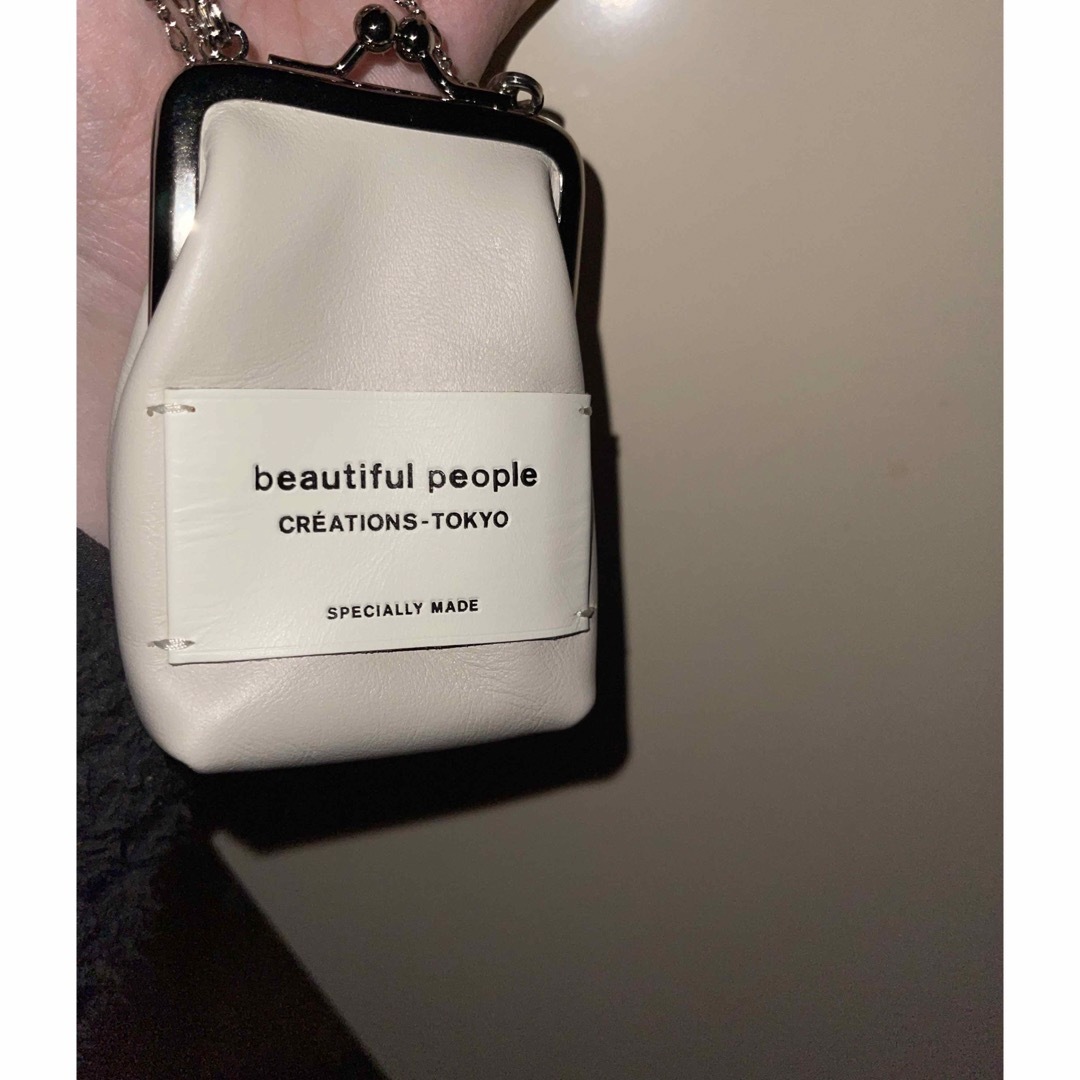 beautiful people
CRÉATIONS-TOKYO
SPECIALLY MADE